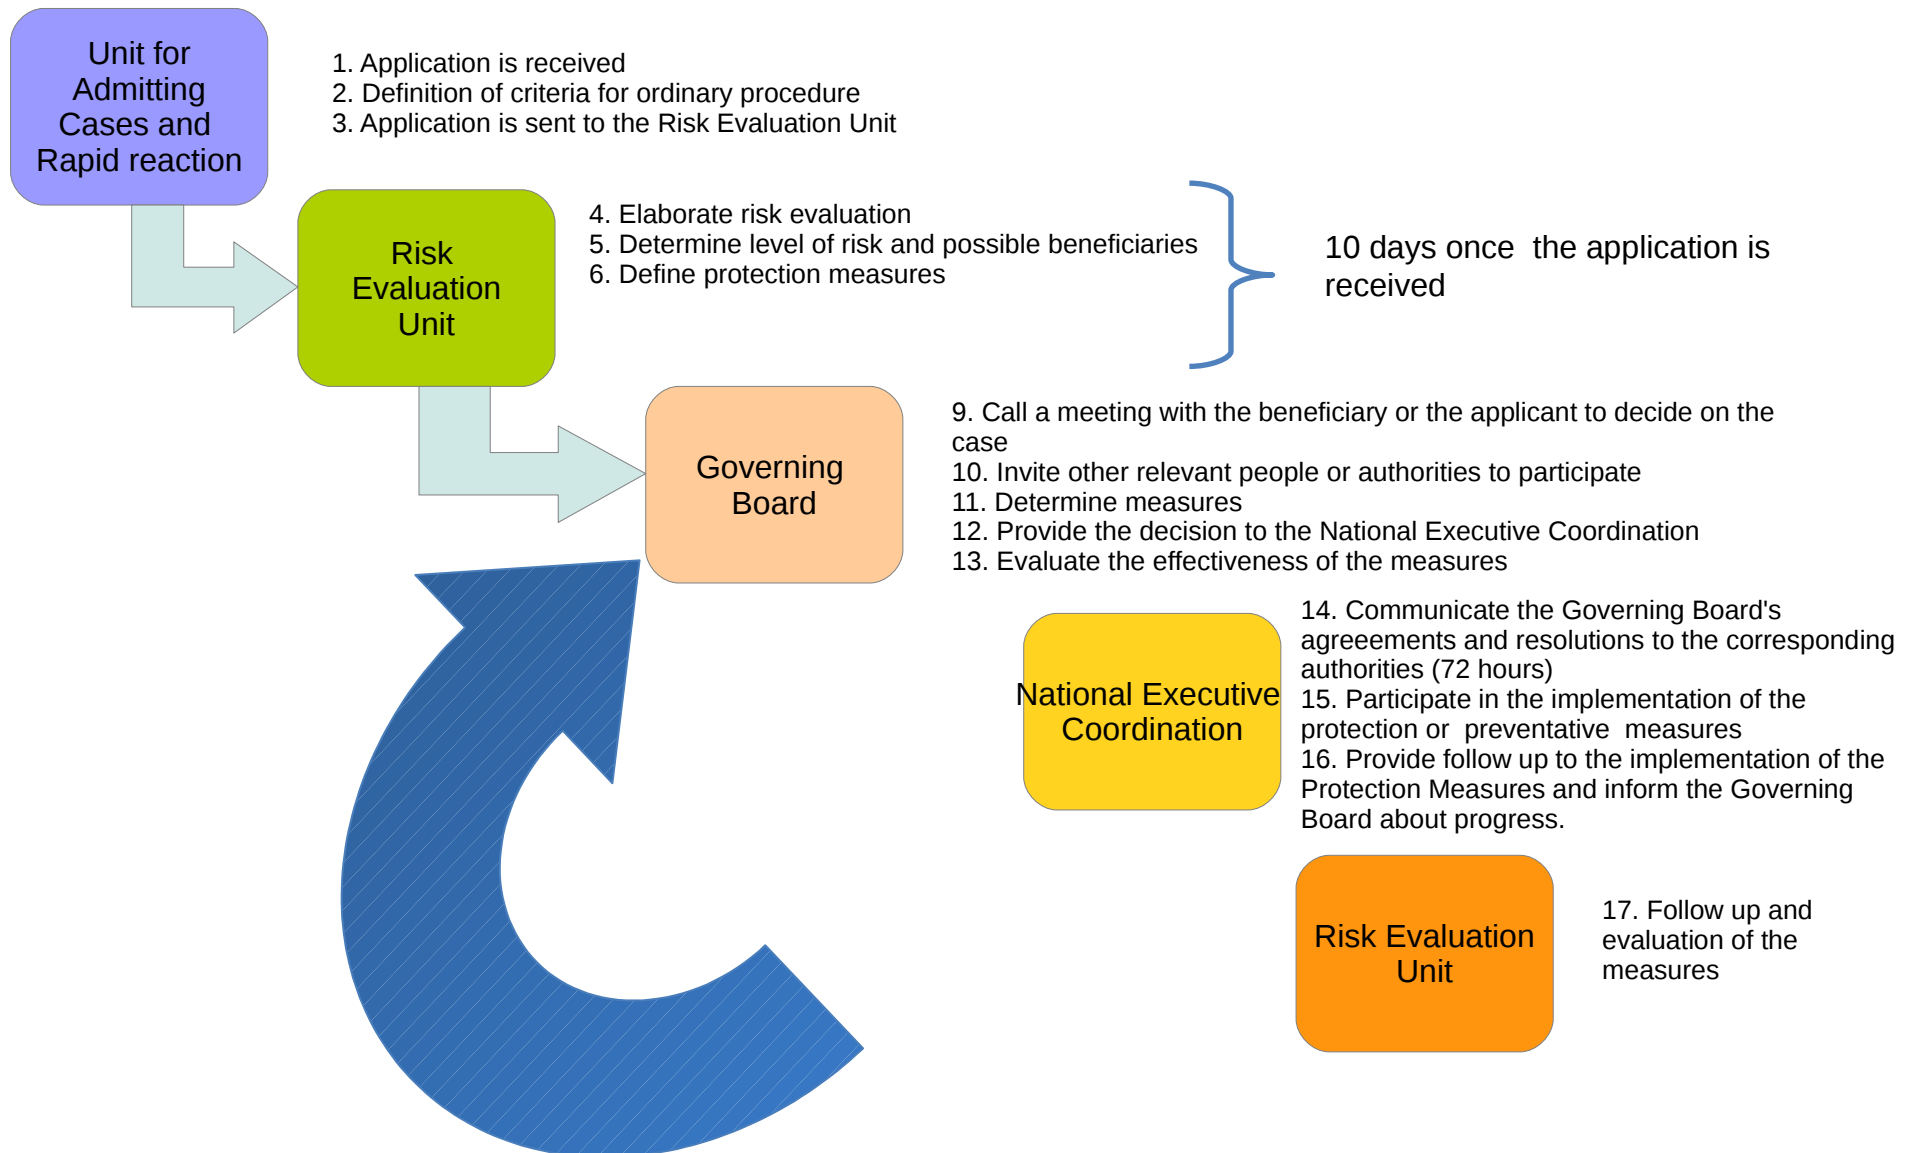 Unit for
Admitting
Cases and
Rapid reaction
1. Application is received
2. Definition of criteria for ordinary procedure
3. Application is sent to the Risk Evaluation Unit
Risk
Evaluation
Unit
4. Elaborate risk evaluation
5. Determine level of risk and possible beneficiaries
6. Define protection measures
10 days once the application is
received
Governing
Board
9. Call a meeting with the beneficiary or the applicant to decide on the
case
10. Invite other relevant people or authorities to participate
11. Determine measures
12. Provide the decision to the National Executive Coordination
13. Evaluate the effectiveness of the measures
National Executive
Coordination
14. Communicate the Governing Board's
agreeements and resolutions to the corresponding
authorities (72 hours)
15. Participate in the implementation of the
protection or preventative measures
16. Provide follow up to the implementation of the
Protection Measures and inform the Governing
Board about progress.
Risk Evaluation
Unit
17. Follow up and
evaluation of the
measures